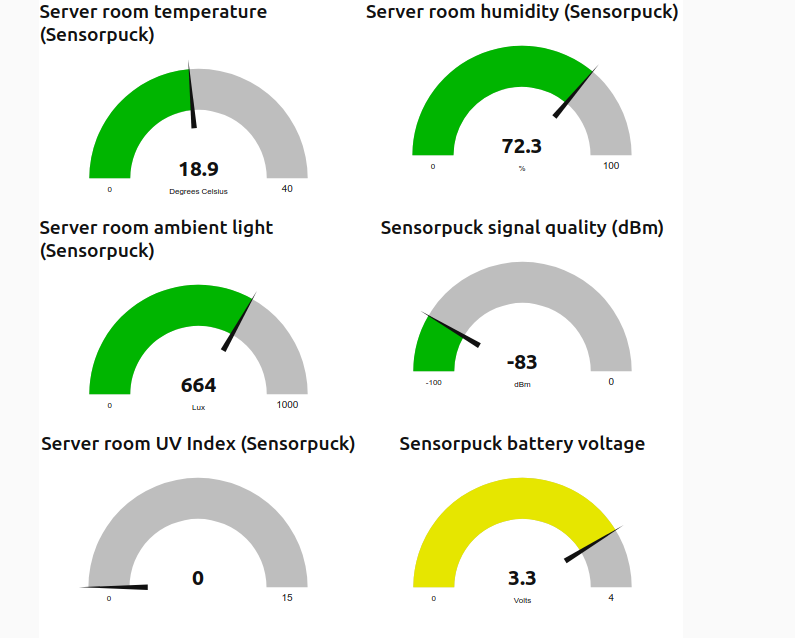 Server room temperature
(Sensorpuck)
18.9
0
Degrees Celsius
40
Server room humidity (Sensorpuck)
72.3
0
%
100
Server room ambient light
(Sensorpuck)
664
0
Lux
1000
Sensorpuck signal quality (dBm)
-83
-100
dBm
0
Server room UV Index (Sensorpuck)
0
0
15
Sensorpuck battery voltage
3.3
0
Volts
4